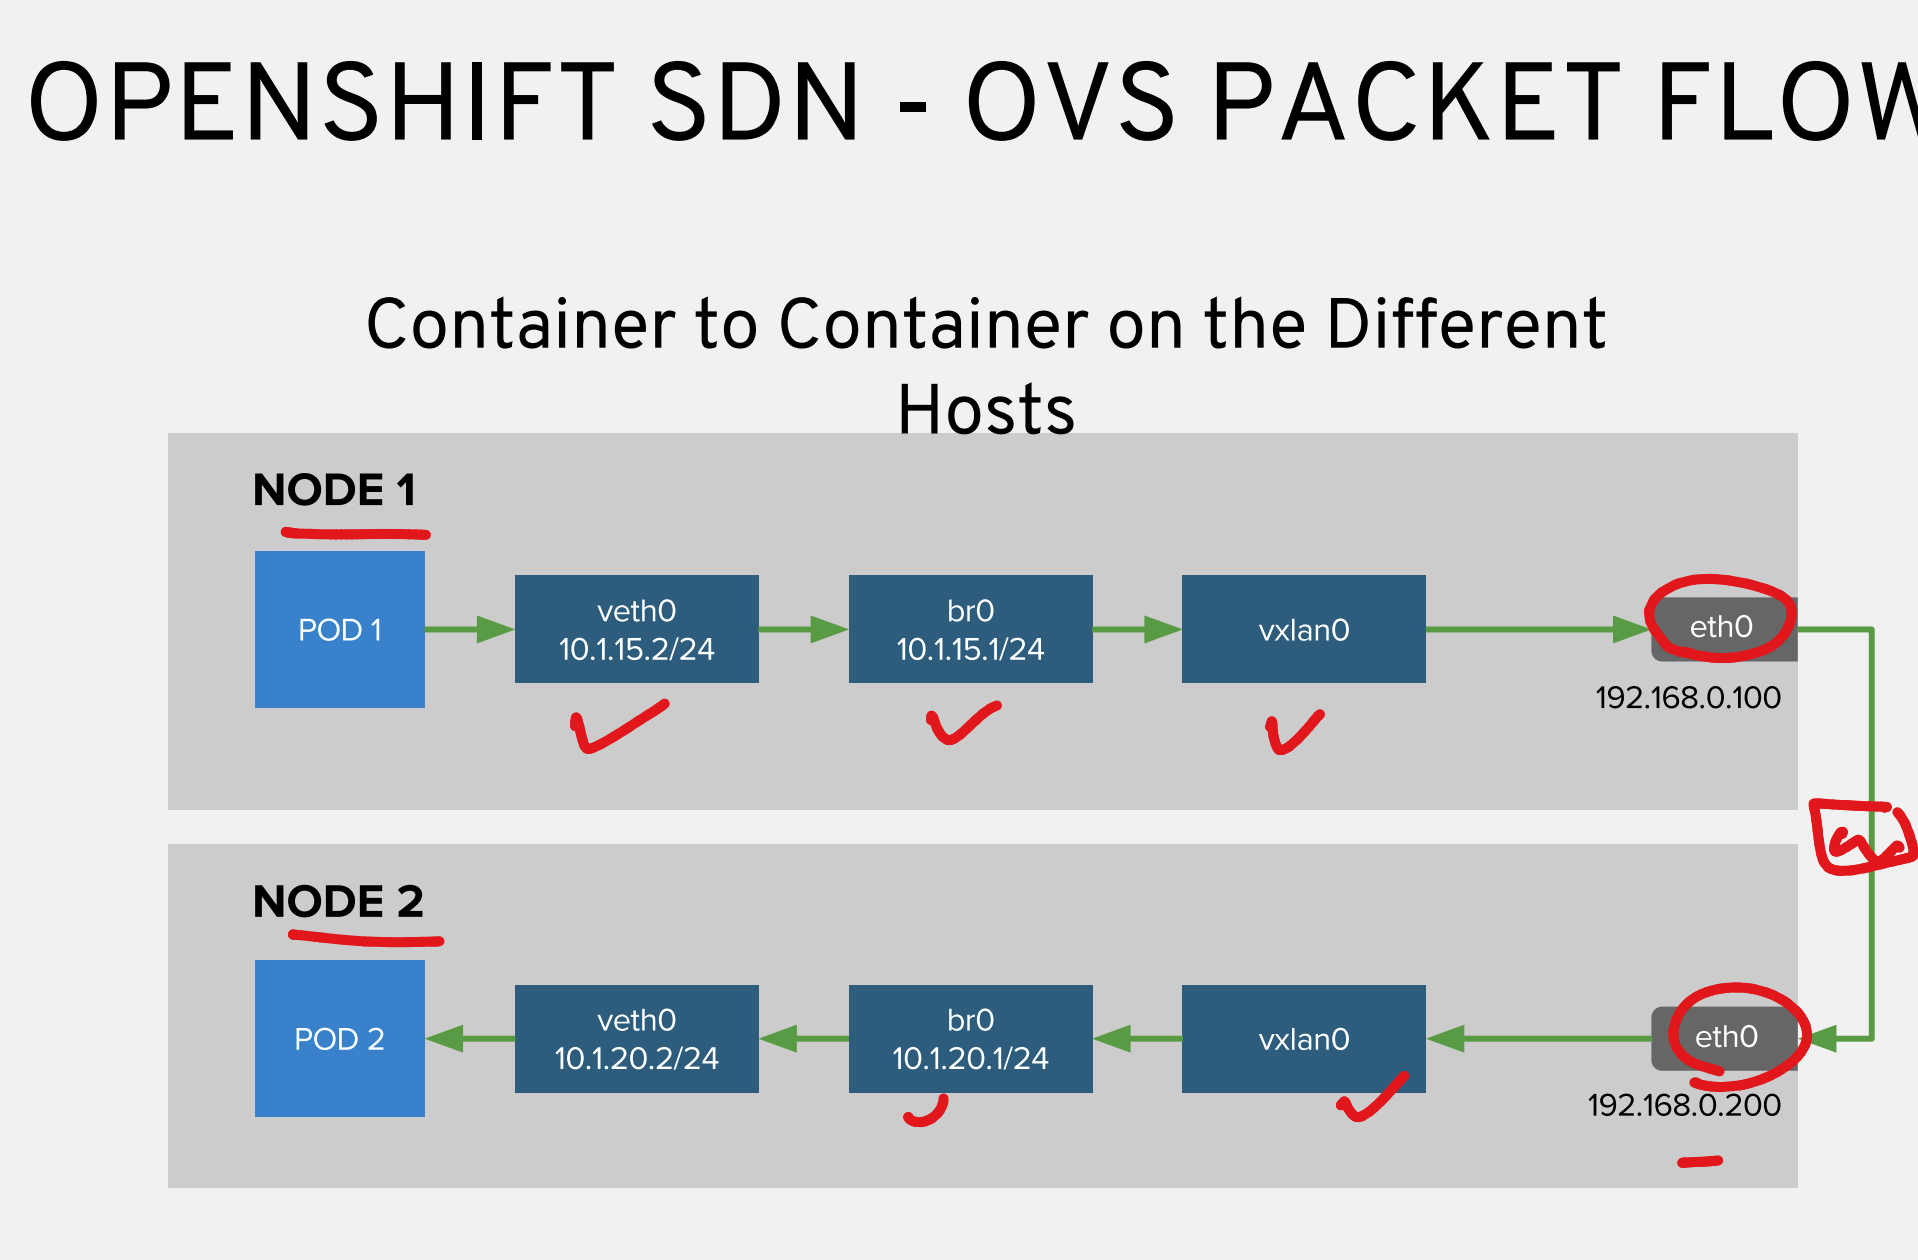 OPENSHIFT SDN - OVS PACKET FLOW
Container to Container on the Different
Hosts
NODE 1
POD 1
veth0
10.1.15.2/24
br0
10.1.15.1/24
vxlan0
eth0
192.168.0.100
NODE 2
POD 2
veth0
10.1.20.2/24
br0
10.1.20.1/24
vxlan0
eth0
192.168.0.200